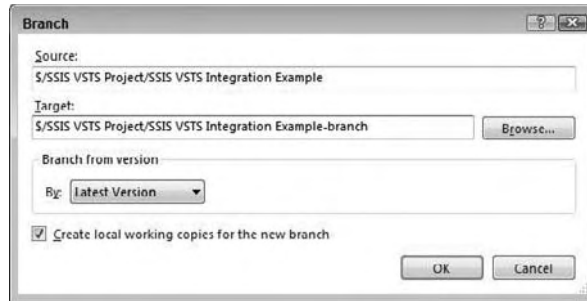 Branch
Source:
$/SSIS VSTS Project/SSIS VSTS Integration Example
Target:
$/SSIS VSTS Project/SSIS VSTS Integration Example-branch
Browse...
Branch from version
By: Latest Version
Create local working copies for the new branch
OK Cancel